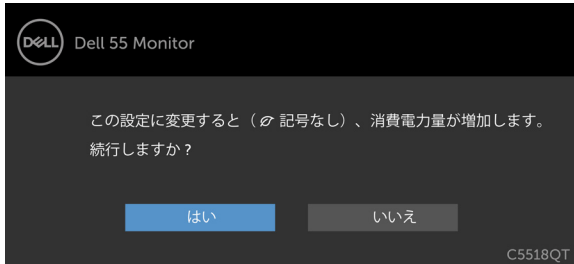 DELL
Dell 55 Monitor
この設定に変更すると（ 記号なし）、消費電力量が増加します。
続行しますか？
はい
いいえ
C5518QT